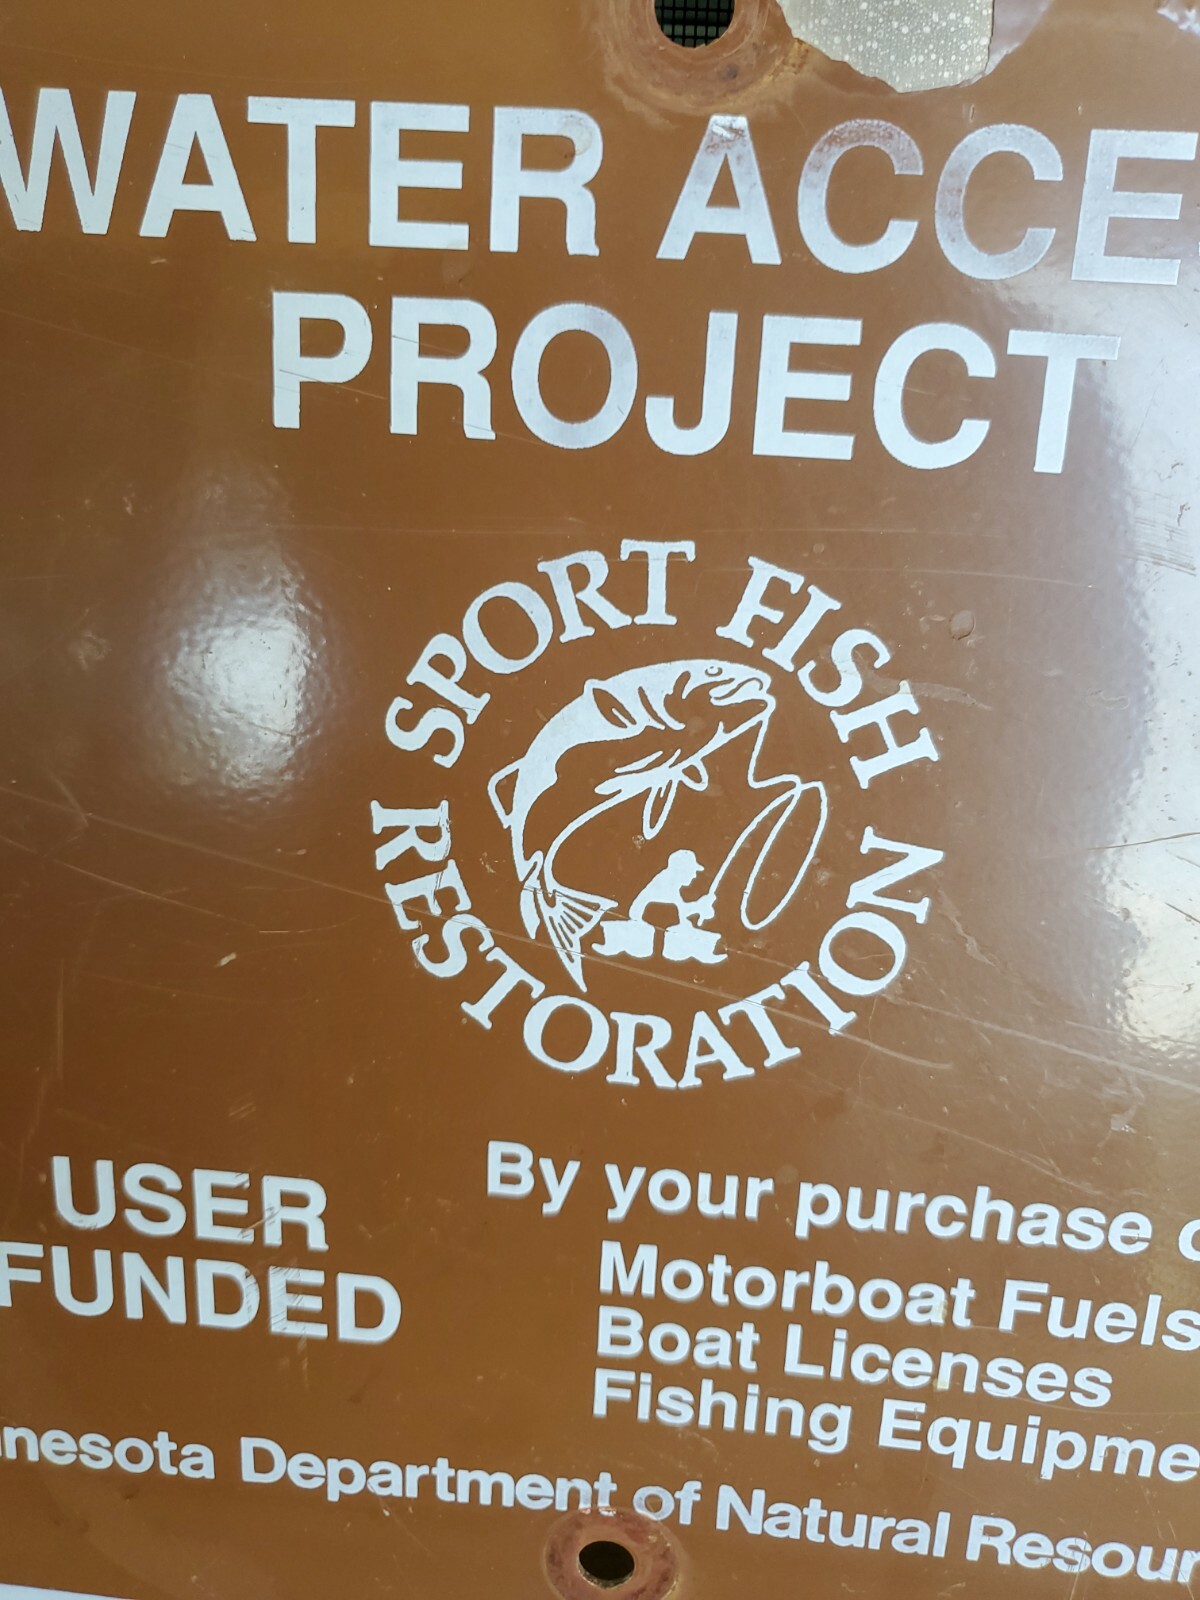 WATER ACCE
PROJECT
SPORT FISH
RESTORATION
USER
FUNDED
By your purchase o
Motorboat Fuels
Boat Licenses
Fishing Equipme
nnesota Department of Natural Resour